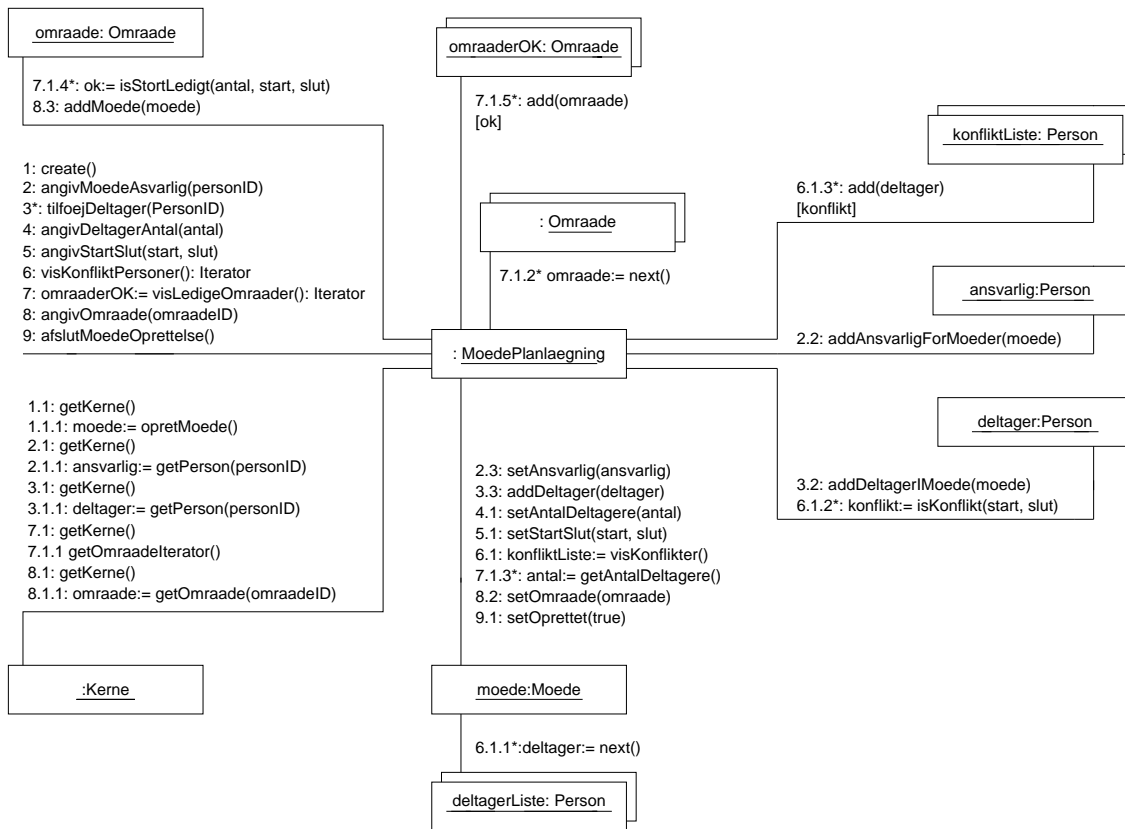 omraade: Omraade
7.1.4*: ok:= isStortLedigt(antal, start, slut)
8.3: addMoede(moede)
omraaderOK: Omraade
7.1.5*: add(omraade)
[ok]
konfliktListe: Person
6.1.3*: add(deltager)
[konflikt]
1: create()
2: angivMoedeAsvarlig(personID)
3*: tilfoejDeltager(PersonID)
4: angivDeltagerAntal(antal)
5: angivStartSlut(start, slut)
6: visKonfliktPersoner(): Iterator
7: omraaderOK:= visLedigeOmraader(): Iterator
8: angivOmraade(omraadeID)
9: afslutMoedeOprettelse()
: Omraade
7.1.2* omraade:= next()
ansvarlig:Person
2.2: addAnsvarligForMoeder(moede)
: MoedePlanlaegning
deltager:Person
3.2: addDeltagerIMoede(moede)
6.1.2*: konflikt:= isKonflikt(start, slut)
1.1: getKerne()
1.1.1: moede:= opretMoede()
2.1: getKerne()
2.1.1: ansvarlig:= getPerson(personID)
3.1: getKerne()
3.1.1: deltager:= getPerson(personID)
7.1: getKerne()
7.1.1 getOmraadeIterator()
8.1: getKerne()
8.1.1: omraade:= getOmraade(omraadeID)
2.3: setAnsvarlig(ansvarlig)
3.3: addDeltager(deltager)
4.1: setAntalDeltagere(antal)
5.1: setStartSlut(start, slut)
6.1: konfliktListe:= visKonflikter()
7.1.3*: antal:= getAntalDeltagere()
8.2: setOmraade(omraade)
9.1: setOprettet(true)
:Kerne
moede:Moede
6.1.1*:deltager:= next()
deltagerListe: Person